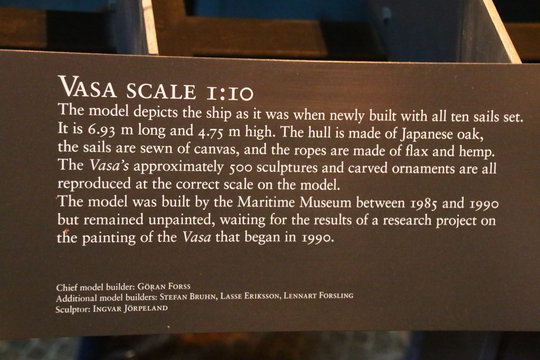 VASA SCALE 1:10
The model depicts the ship as it was when newly built with all ten sails set.
It is 6.93 m long and 4.75 m high. The hull is made of Japanese oak,
the sails are sewn of canvas, and the ropes are made of flax and hemp.
The Vasa's approximately 500 sculptures and carved ornaments are all
reproduced at the correct scale on the model.
The model was built by the Maritime Museum between 1985 and 1990
but remained unpainted, waiting for the results of a research project on
the painting of the Vasa that began in 1990.
Chief model builder: GÖRAN FORSS
Additional model builders: STEFAN BRUHN, LASSE ERIKSSON, LENNART FORSLING
Sculptor: INGVAR JÖRPELAND